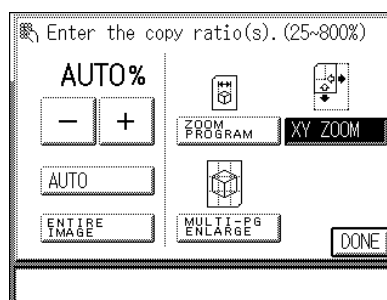 Enter the copy ratio(s).(25~800%)
AUTO%
− +
ZOOM
PROGRAM
XY ZOOM
AUTO
ENTIRE
IMAGE
MULTI-PG
ENLARGE
DONE